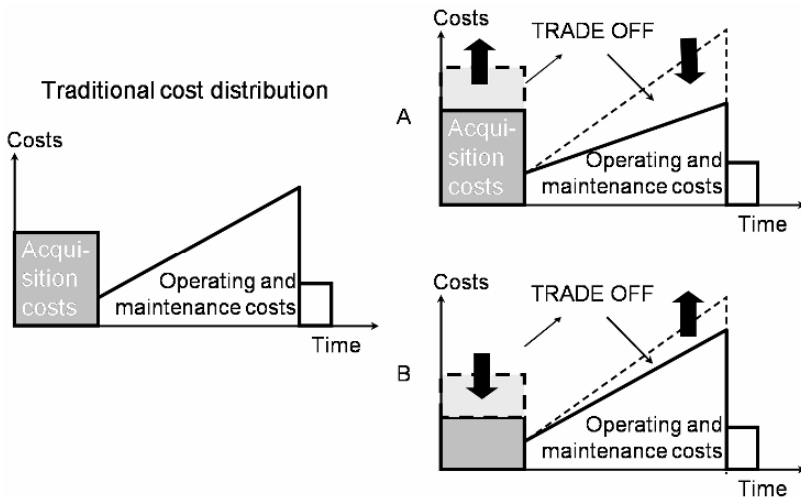 Traditional cost distribution
Costs
Acqui-
sition
costs
Operating and
maintenance costs
Time
A
Costs
TRADE OFF
Acqui-
sition
costs
Operating and
maintenance costs
Time
B
Costs
TRADE OFF
Operating and
maintenance costs
Time